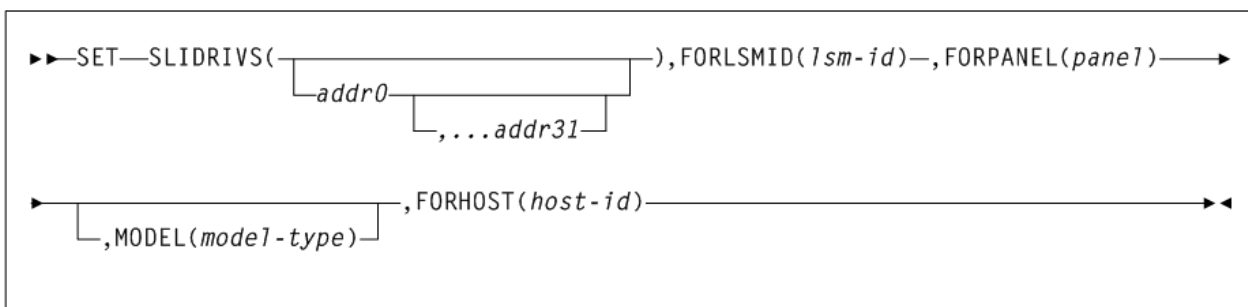 SET SLIDRIVS( ),FORLSMID(lsm-id) ,FORPANEL(panel)
addr0
,...addr31
,FORHOST(host-id)
,MODEL(model-type)